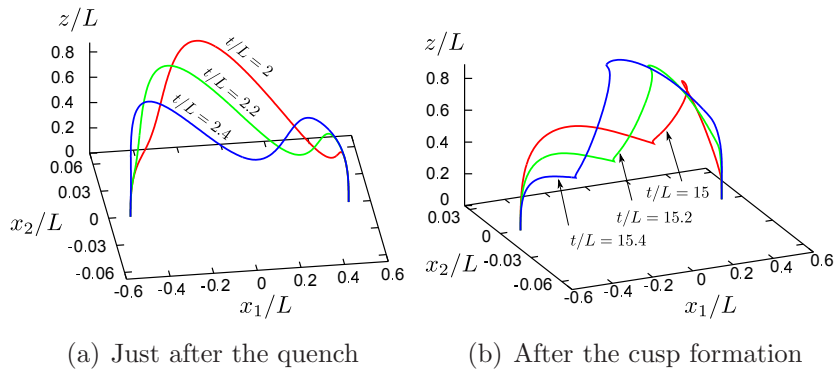 z/L
0.8
0.6
0.4
0.2
0
0.06
0.03
0
-0.03
-0.06
x_2/L
-0.6
-0.4
-0.2
0
0.2
0.4
0.6
x_1/L
t/L = 2
t/L = 2.2
t/L = 2.4
(a) Just after the quench
z/L
0.8
0.6
0.4
0.2
0
0.03
0
-0.03
-0.06
x_2/L
-0.6
-0.4
-0.2
0
0.2
0.4
0.6
x_1/L
t/L = 15
t/L = 15.2
t/L = 15.4
(b) After the cusp formation